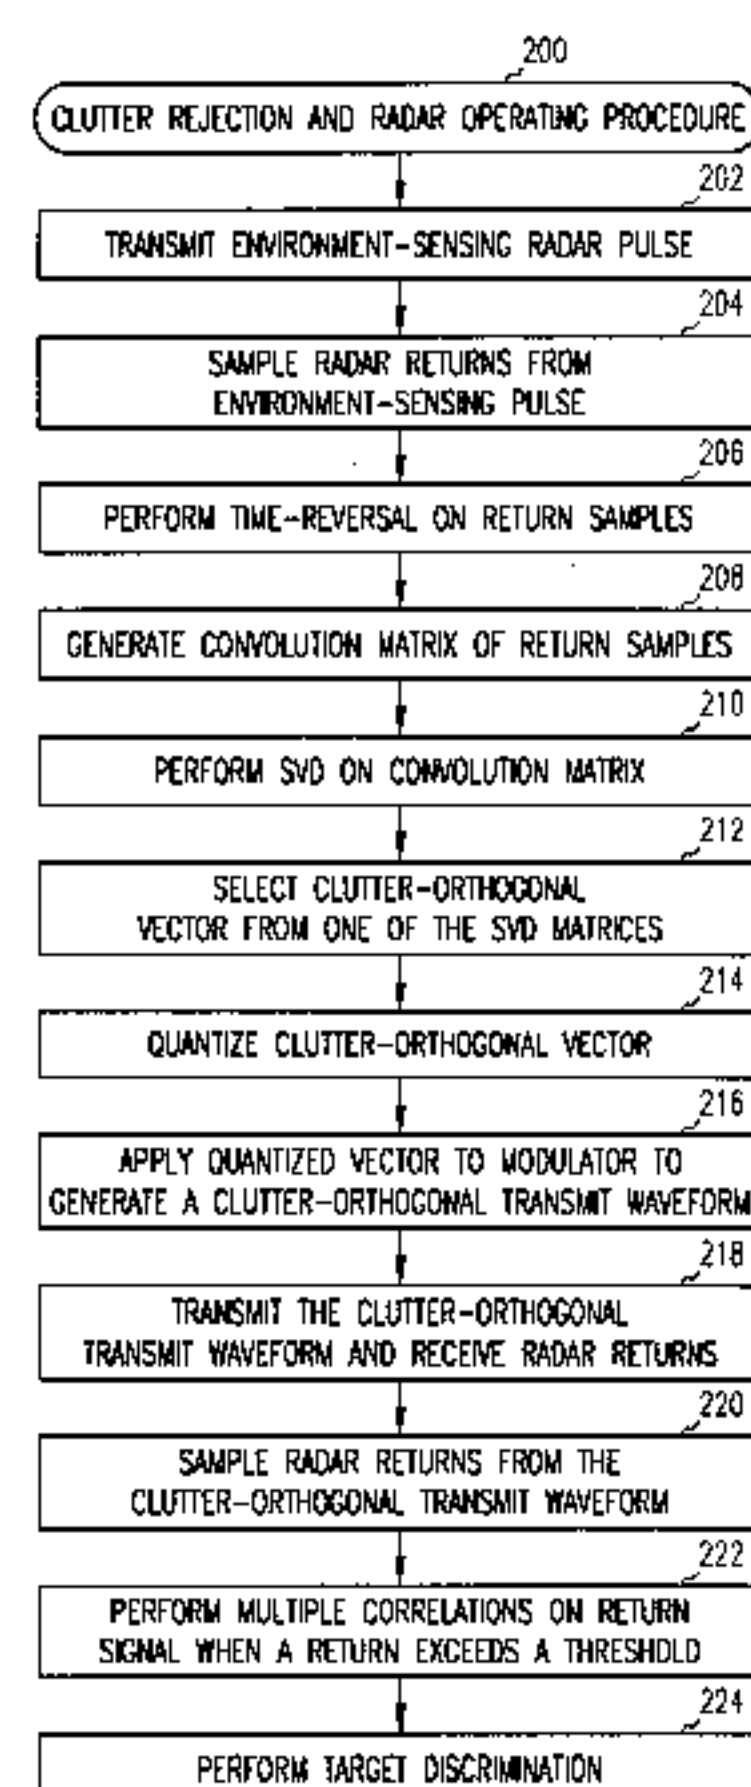 200
CLUTTER REJECTION AND RADAR OPERATING PROCEDURE
202
TRANSMIT ENVIRONMENT-SENSING RADAR PULSE
204
SAMPLE RADAR RETURNS FROM
ENVIRONMENT-SENSING PULSE
206
PERFORM TIME-REVERSAL ON RETURN SAMPLES
208
GENERATE CONVOLUTION MATRIX OF RETURN SAMPLES
210
PERFORM SVD ON CONVOLUTION MATRIX
212
SELECT CLUTTER-ORTHOGONAL
VECTOR FROM ONE OF THE SVD MATRICES
214
QUANTIZE CLUTTER-ORTHOGONAL VECTOR
216
APPLY QUANTIZED VECTOR TO MODULATOR TO
GENERATE A CLUTTER-ORTHOGONAL TRANSMIT WAVEFORM
218
TRANSMIT THE CLUTTER-ORTHOGONAL
TRANSMIT WAVEFORM AND RECEIVE RADAR RETURNS
220
SAMPLE RADAR RETURNS FROM THE
CLUTTER-ORTHOGONAL TRANSMIT WAVEFORM
222
PERFORM MULTIPLE CORRELATIONS ON RETURN
SIGNAL WHEN A RETURN EXCEEDS A THRESHOLD
224
PERFORM TARGET DISCRIMINATION